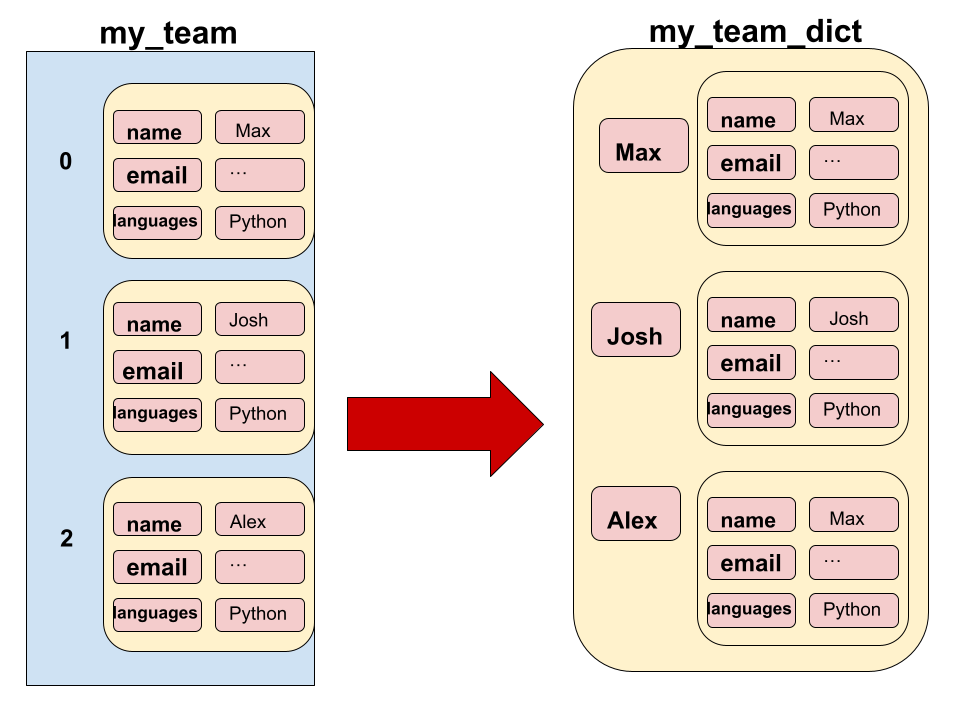 my_team
0
name Max
email ...
languages Python
1
name Josh
email ...
languages Python
2
name Alex
email ...
languages Python
my_team_dict
Max
name Max
email ...
languages Python
Josh
name Josh
email ...
languages Python
Alex
name Max
email ...
languages Python